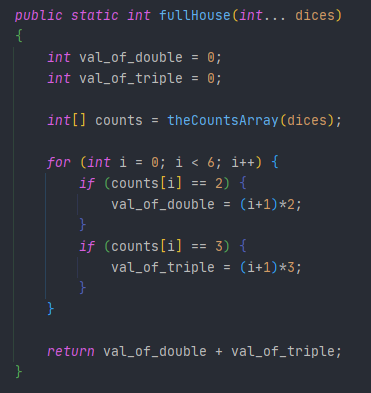 public static int fullHouse(int... dices)
{
    int val_of_double = 0;
    int val_of_triple = 0;

    int[] counts = theCountsArray(dices);

    for (int i = 0; i < 6; i++) {
        if (counts[i] == 2) {
            val_of_double = (i+1)*2;
        }
        if (counts[i] == 3) {
            val_of_triple = (i+1)*3;
        }
    }

    return val_of_double + val_of_triple;
}